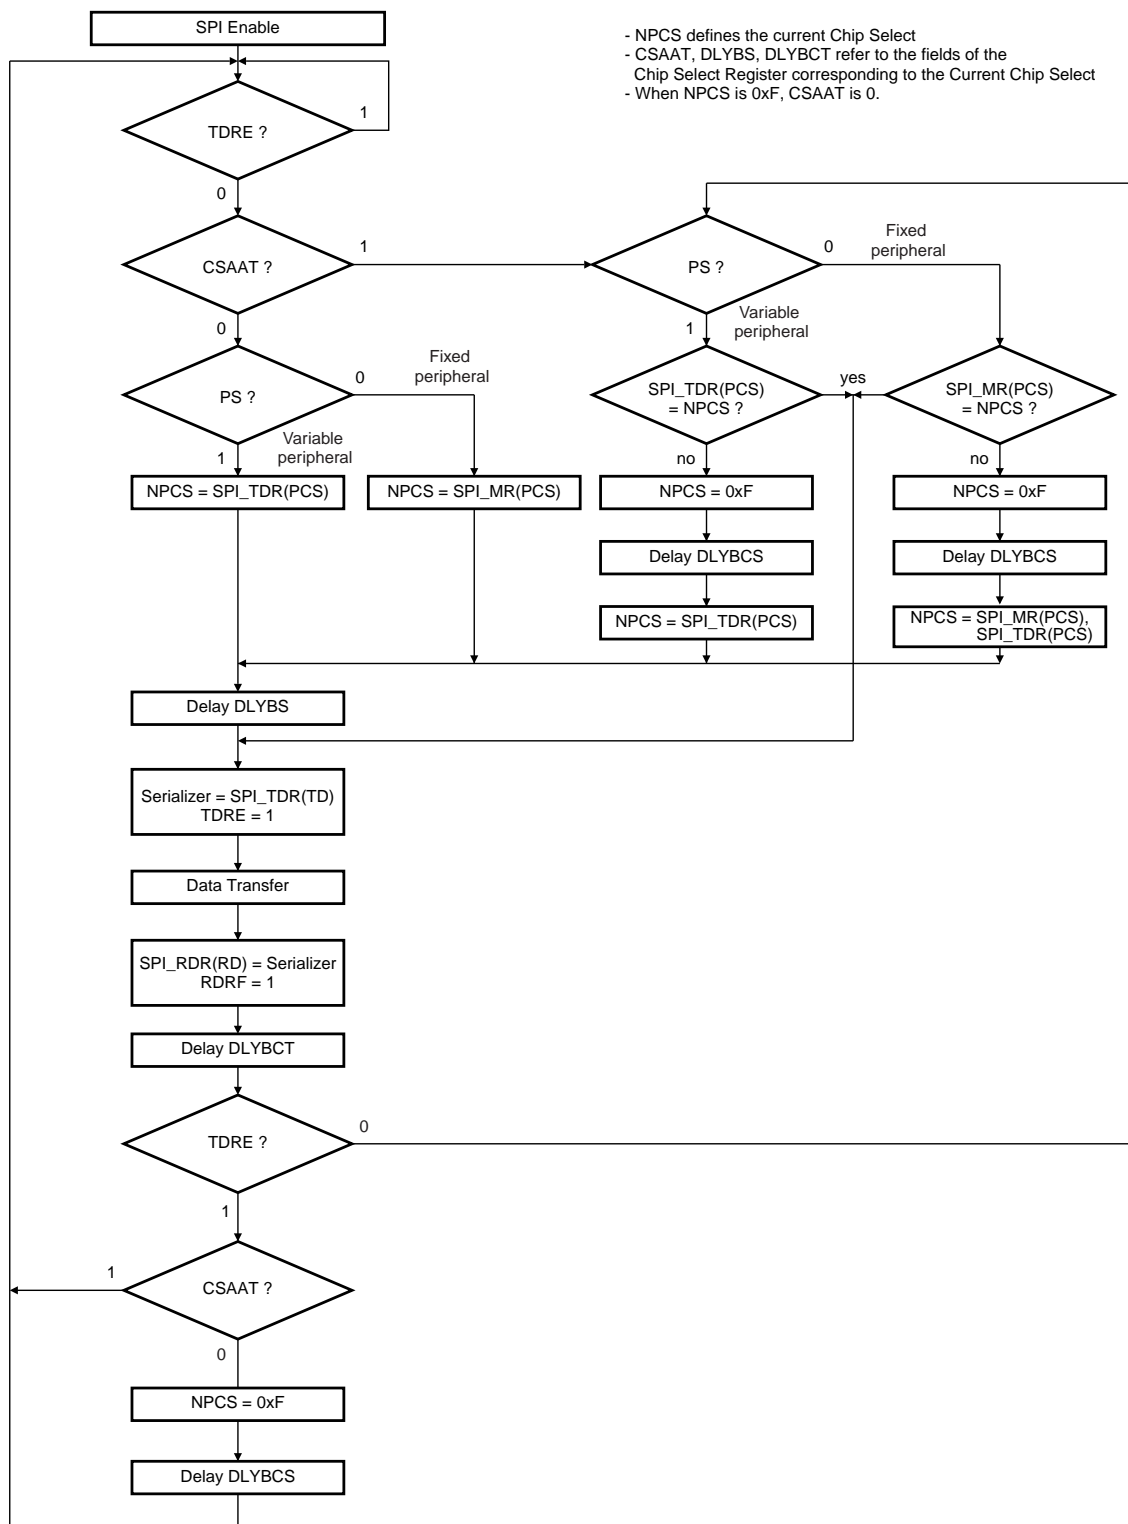 SPI Enable
- NPCS defines the current Chip Select
- CSAAT, DLYBS, DLYBCT refer to the fields of the
Chip Select Register corresponding to the Current Chip Select
- When NPCS is 0xF, CSAAT is 0.
TDRE ?
1
0
CSAAT ?
1
0
PS ?
0
Fixed
peripheral
1
Variable
peripheral
PS ?
0
Fixed
peripheral
1
Variable
peripheral
SPI_TDR(PCS)
= NPCS ?
yes
SPI_MR(PCS)
= NPCS ?
no
no
NPCS = SPI_TDR(PCS)
NPCS = SPI_MR(PCS)
NPCS = 0xF
NPCS = 0xF
Delay DLYBCS
Delay DLYBCS
NPCS = SPI_TDR(PCS)
NPCS = SPI_MR(PCS),
SPI_TDR(PCS)
Delay DLYBS
Serializer = SPI_TDR(TD)
TDRE = 1
Data Transfer
SPI_RDR(RD) = Serializer
RDRF = 1
Delay DLYBCT
TDRE ?
0
1
CSAAT ?
1
0
NPCS = 0xF
Delay DLYBCS